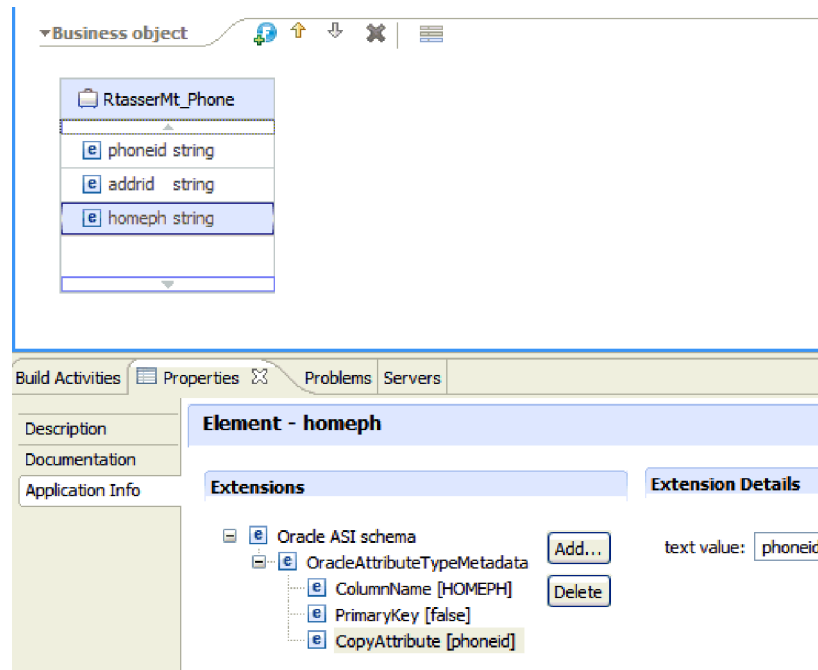 Business object
RtasserMt_Phone
phoneid string
addrid string
homeph string
Build Activities Properties Problems Servers
Description
Documentation
Application Info
Element - homeph
Extensions
Extension Details
Oracle ASI schema
OracleAttributeTypeMetadata
ColumnName [HOMEPH]
PrimaryKey [false]
CopyAttribute [phoneid]
Add...
Delete
text value: phoneid